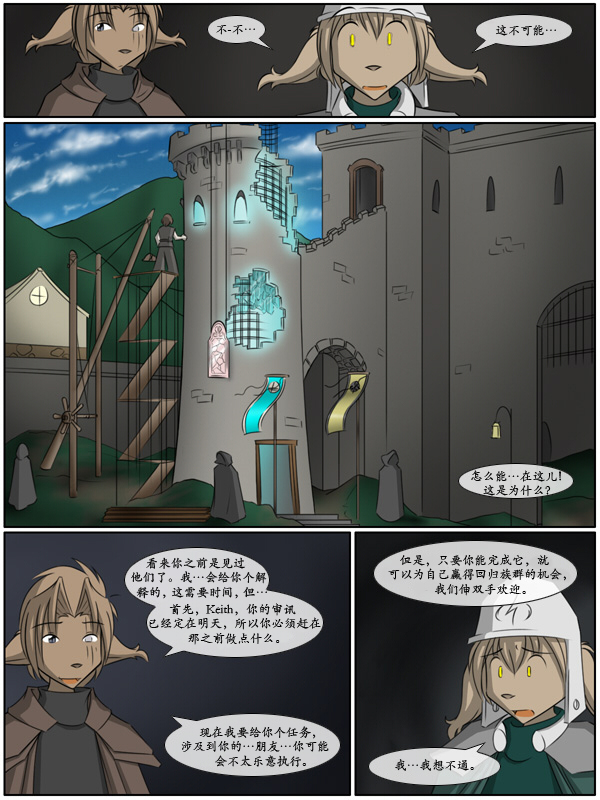 不-不…
这不可能…
怎么能…在这儿!
这是为什么?
看来你之前是见过
他们了。我…会给你个解
释的,这需要时间,但…
首先,Keith,你的审讯
已经定在明天,所以你必须赶在
那之前做点什么。
现在我要给你个任务,
涉及到你的…朋友…你可能
会不太乐意执行。
但是,只要你能完成它,就
可以为自己赢得回归族群的机会,
我们伸双手欢迎。
我…我想不通。